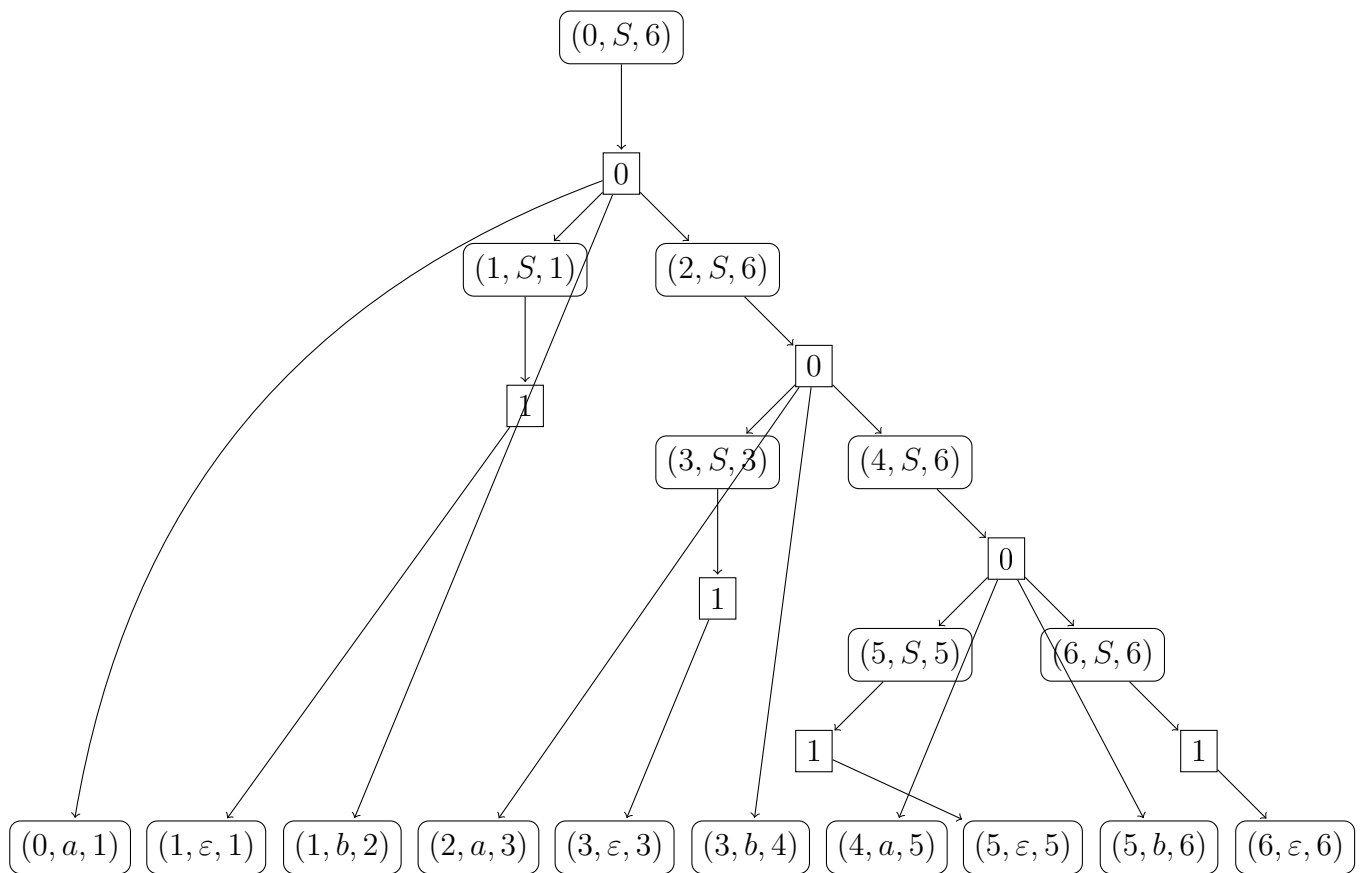 (0, S, 6)
0
(1, S, 1) (2, S, 6)
0
1
(3, S, 3) (4, S, 6)
0
1
(5, S, 5) (6, S, 6)
1 1
(0, a, 1) (1, ε, 1) (1, b, 2) (2, a, 3) (3, ε, 3) (3, b, 4) (4, a, 5) (5, ε, 5) (5, b, 6) (6, ε, 6)